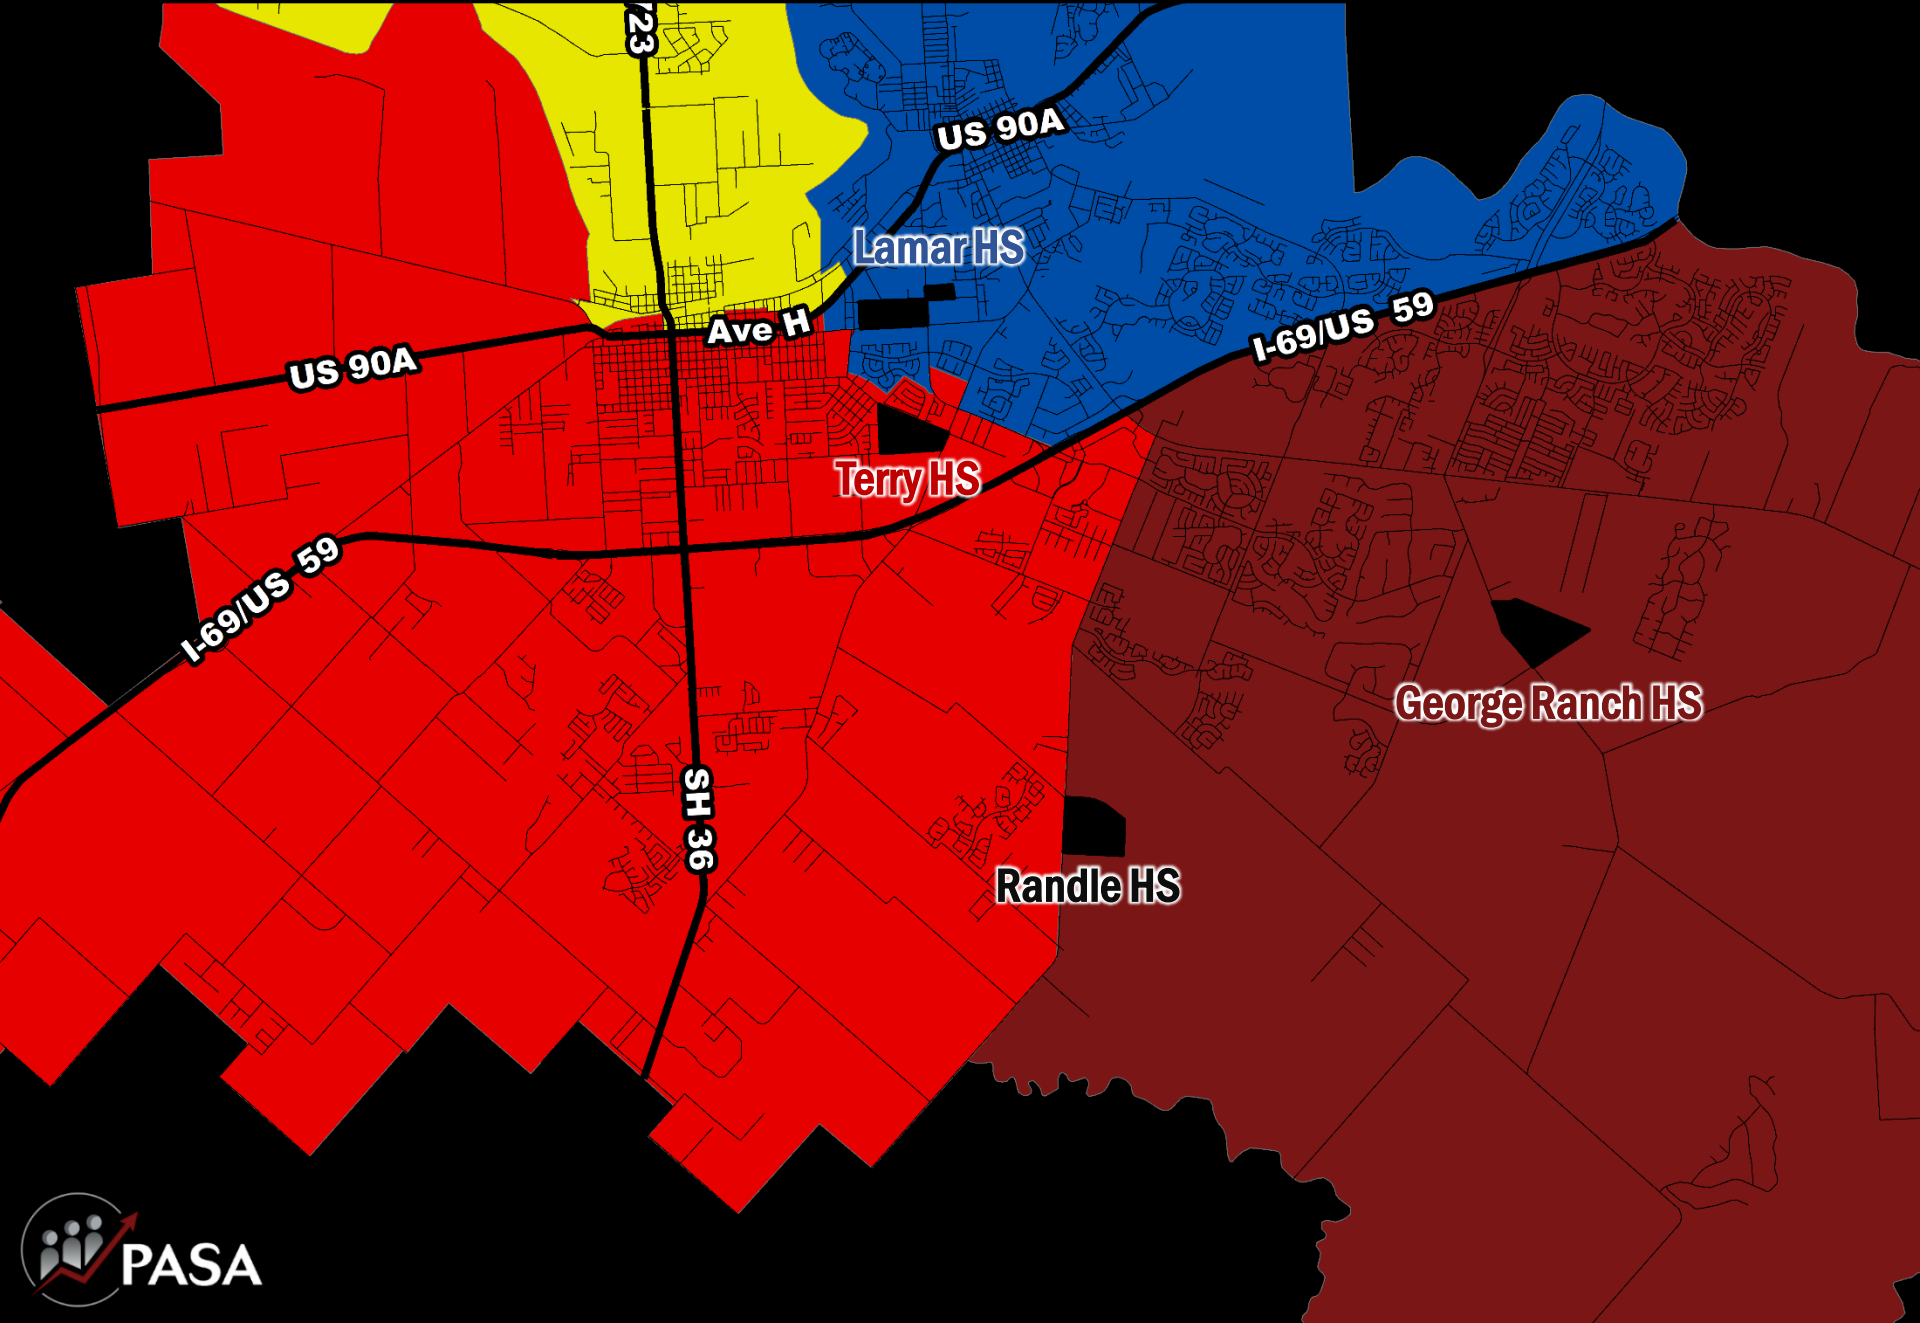 723
US 90A
Lamar HS
I-69/US 59
Ave H
US 90A
Terry HS
I-69/US 59
George Ranch HS
SH 36
Randle HS
PASA